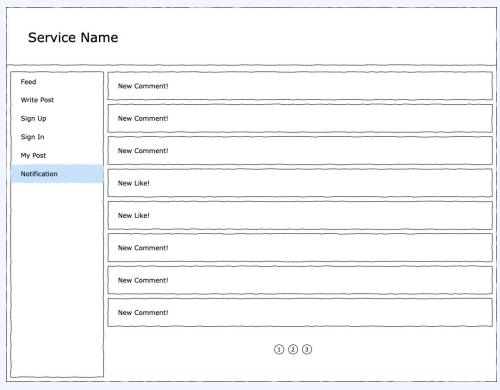 Service Name
Feed
Write Post
Sign Up
Sign In
My Post
Notification
New Comment!
New Comment!
New Comment!
New Like!
New Like!
New Comment!
New Comment!
New Comment!
1 2 3